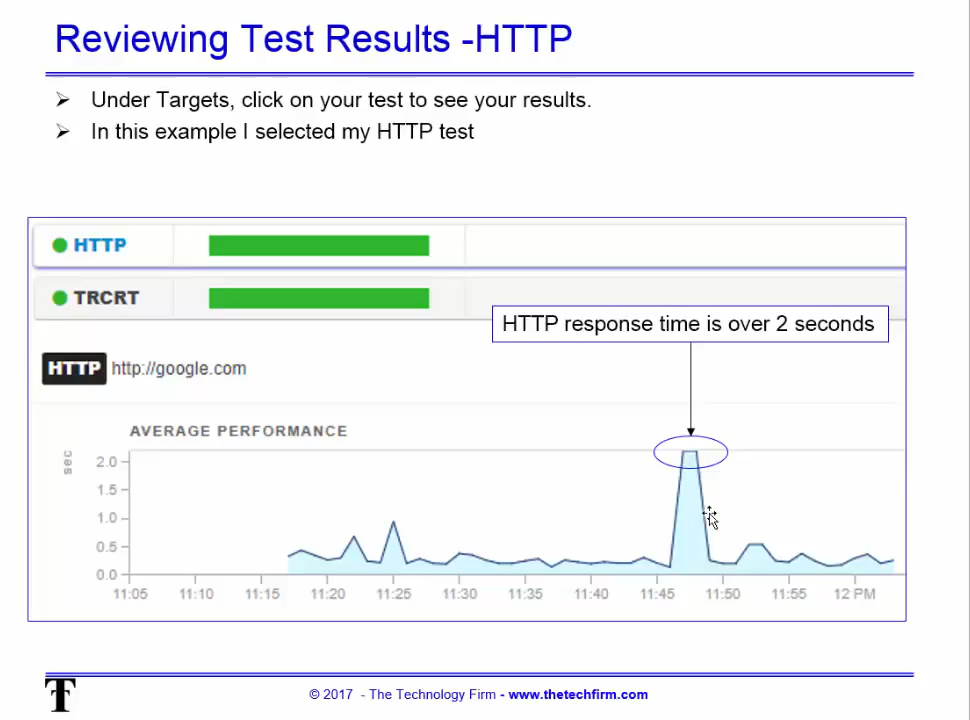 Reviewing Test Results -HTTP
Under Targets, click on your test to see your results.
In this example I selected my HTTP test
HTTP
TRCRT
HTTP response time is over 2 seconds
HTTP http://google.com
AVERAGE PERFORMANCE
sec
2.0
1.5
1.0
0.5
0.0
11:05 11:10 11:15 11:20 11:25 11:30 11:35 11:40 11:45 11:50 11:55 12 PM
T
© 2017 - The Technology Firm - www.thetechfirm.com